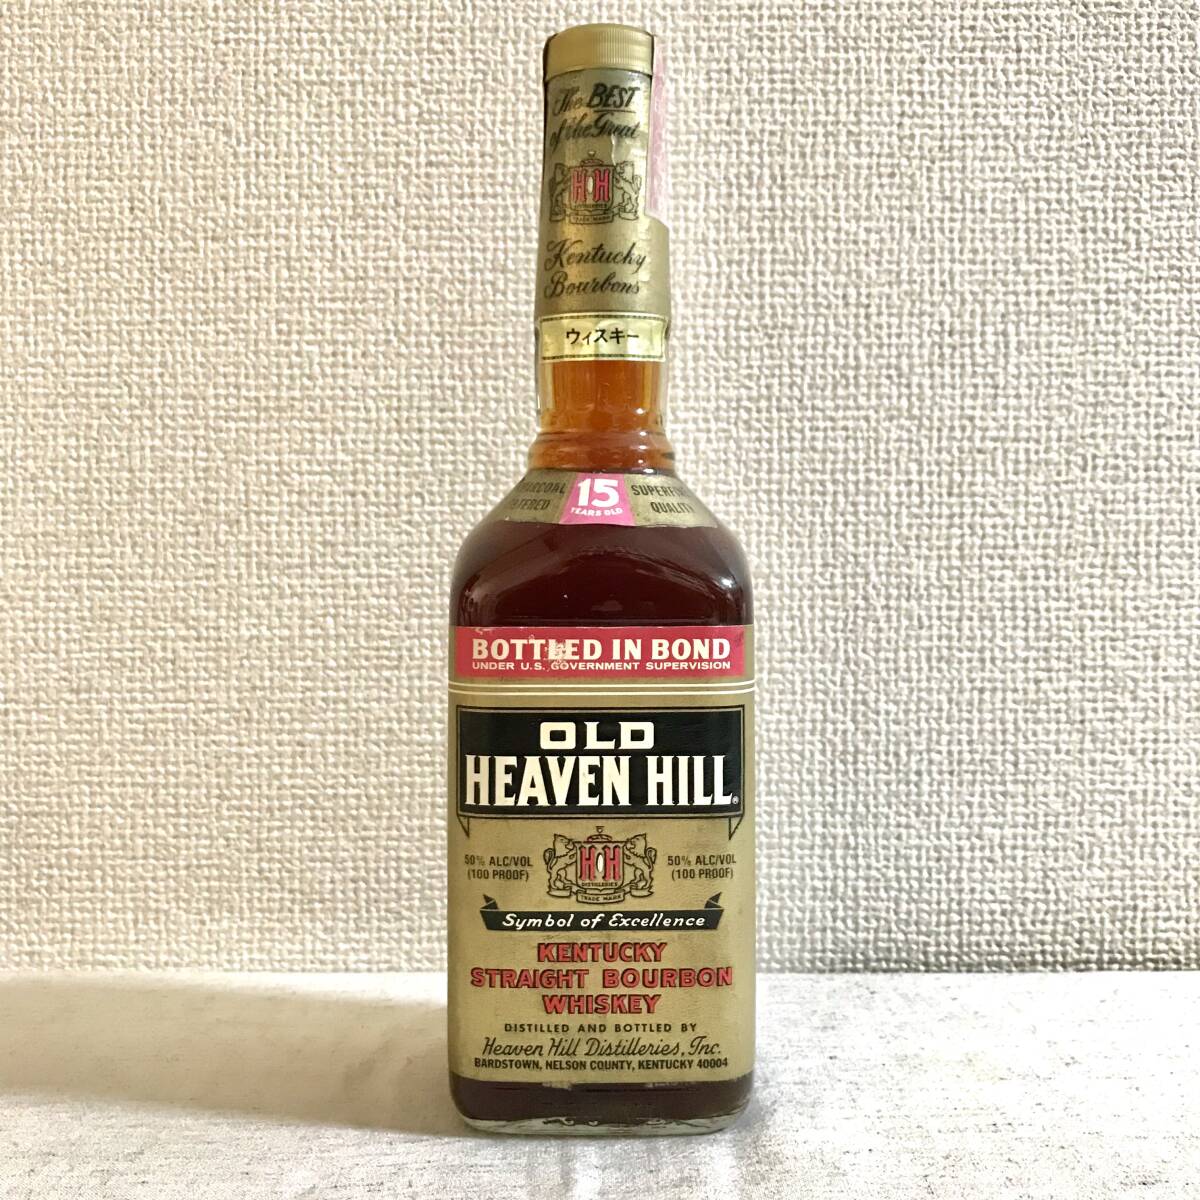 The BEST
of the Great
H H
DISTILLERIES
TRADE MARK
Kentucky
Bourbons
ウィスキー
15
YEARS OLD
QUALITY
BOTTLED IN BOND
UNDER U.S. GOVERNMENT SUPERVISION
OLD
HEAVEN HILL®
50% ALC/VOL
(100 PROOF)
H H
DISTILLERIES
TRADE MARK
50% ALC/VOL
(100 PROOF)
Symbol of Excellence
KENTUCKY
STRAIGHT BOURBON
WHISKEY
DISTILLED AND BOTTLED BY
Heaven Hill Distilleries, Inc.
BARDSTOWN, NELSON COUNTY, KENTUCKY 40004